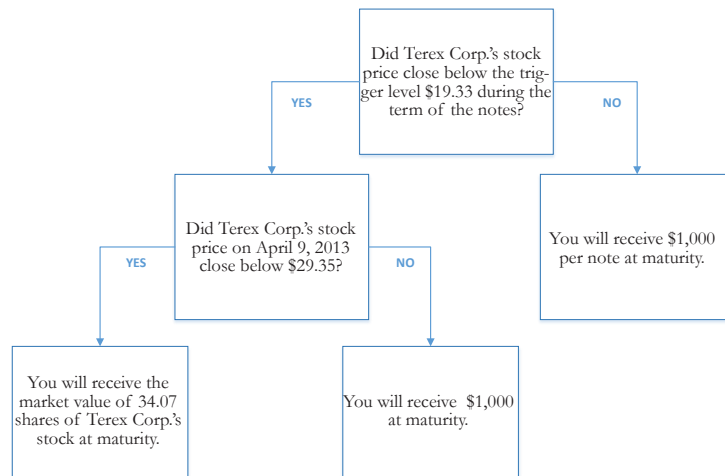 Did Terex Corp.'s stock
price close below the trig-
ger level $19.33 during the
term of the notes?
YES
NO
Did Terex Corp.'s stock
price on April 9, 2013
close below $29.35?
You will receive $1,000
per note at maturity.
YES
NO
You will receive the
market value of 34.07
shares of Terex Corp.'s
stock at maturity.
You will receive $1,000
at maturity.